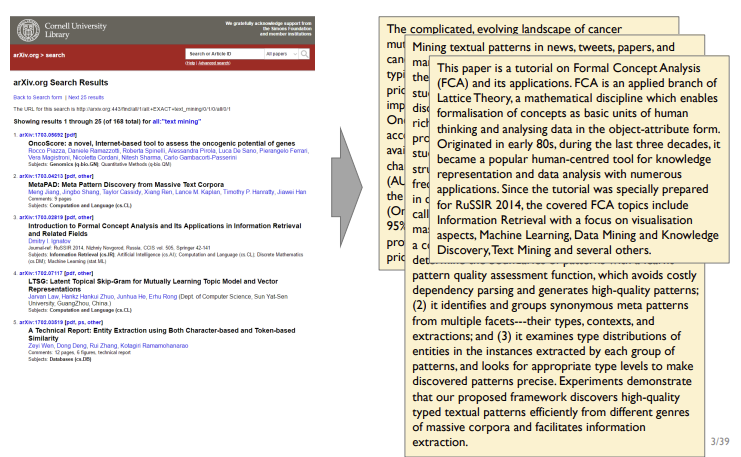 Cornell University
Library
We gratefully acknowledge support from
the Simons Foundation
and member institutions
arXiv.org > search
Search or Article ID
All papers
(Help | Advanced search)
arXiv.org Search Results
Back to Search form | Next 25 results
The URL for this search is http://arxiv.org:443/find/all/1/all:+EXACT+text_mining/0/1/0/all/0/1
Showing results 1 through 25 (of 168 total) for all:"text mining"
1. arXiv:1703.05692 [pdf]
OncoScore: a novel, Internet-based tool to assess the oncogenic potential of genes
Rocco Piazza, Daniele Ramazzotti, Roberta Spinelli, Alessandra Pirola, Luca De Sano, Pierangelo Ferrari,
Vera Magistroni, Nicoletta Cordani, Nitesh Sharma, Carlo Gambacorti-Passerini
Subjects: Genomics (q-bio.GN); Quantitative Methods (q-bio.QM)
2. arXiv:1703.04213 [pdf, other]
MetaPAD: Meta Pattern Discovery from Massive Text Corpora
Meng Jiang, Jingbo Shang, Taylor Cassidy, Xiang Ren, Lance M. Kaplan, Timothy P. Hanratty, Jiawei Han
Comments: 9 pages
Subjects: Computation and Language (cs.CL)
3. arXiv:1703.02819 [pdf, other]
Introduction to Formal Concept Analysis and Its Applications in Information Retrieval
and Related Fields
Dmitry I. Ignatov
Journal-ref: RuSSIR 2014, Nizhniy Novgorod, Russia, CCIS vol. 505, Springer 42-141
Subjects: Information Retrieval (cs.IR); Artificial Intelligence (cs.AI); Computation and Language (cs.CL); Discrete Mathematics
(cs.DM); Machine Learning (stat.ML)
4. arXiv:1702.07117 [pdf, other]
LTSG: Latent Topical Skip-Gram for Mutually Learning Topic Model and Vector
Representations
Jarvan Law, Hankz Hankui Zhuo, Junhua He, Erhu Rong (Dept. of Computer Science, Sun Yat-Sen
University, GuangZhou, China.)
Subjects: Computation and Language (cs.CL)
5. arXiv:1702.03519 [pdf, ps, other]
A Technical Report: Entity Extraction using Both Character-based and Token-based
Similarity
Zeyi Wen, Dong Deng, Rui Zhang, Kotagiri Ramamohanarao
Comments: 12 pages, 6 figures, technical report
Subjects: Databases (cs.DB)
The complicated, evolving landscape of cancer
Mining textual patterns in news, tweets, papers, and
This paper is a tutorial on Formal Concept Analysis
(FCA) and its applications. FCA is an applied branch of
Lattice Theory, a mathematical discipline which enables
formalisation of concepts as basic units of human
thinking and analysing data in the object-attribute form.
Originated in early 80s, during the last three decades, it
became a popular human-centred tool for knowledge
representation and data analysis with numerous
applications. Since the tutorial was specially prepared
for RuSSIR 2014, the covered FCA topics include
Information Retrieval with a focus on visualisation
aspects, Machine Learning, Data Mining and Knowledge
Discovery, Text Mining and several others.
pattern quality assessment function, which avoids costly
dependency parsing and generates high-quality patterns;
(2) it identifies and groups synonymous meta patterns
from multiple facets---their types, contexts, and
extractions; and (3) it examines type distributions of
entities in the instances extracted by each group of
patterns, and looks for appropriate type levels to make
discovered patterns precise. Experiments demonstrate
that our proposed framework discovers high-quality
typed textual patterns efficiently from different genres
of massive corpora and facilitates information
extraction.
3/39